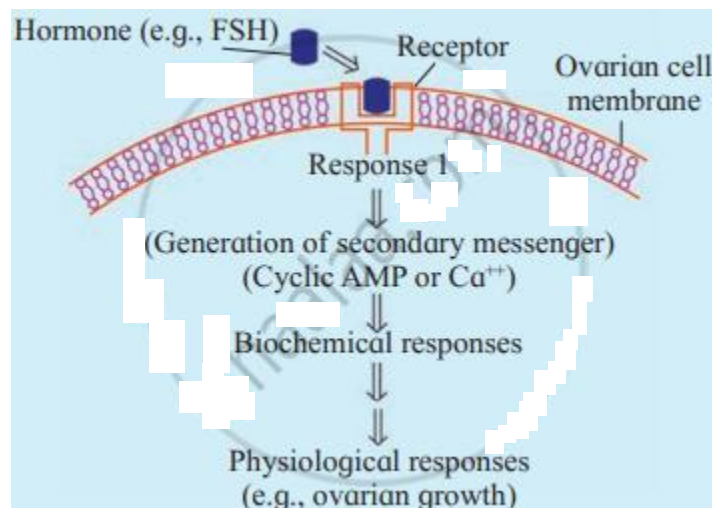 Hormone (e.g., FSH)
Receptor
Ovarian cell
membrane
Response 1
(Generation of secondary messenger)
(Cyclic AMP or Ca⁺⁺)
Biochemical responses
Physiological responses
(e.g., ovarian growth)